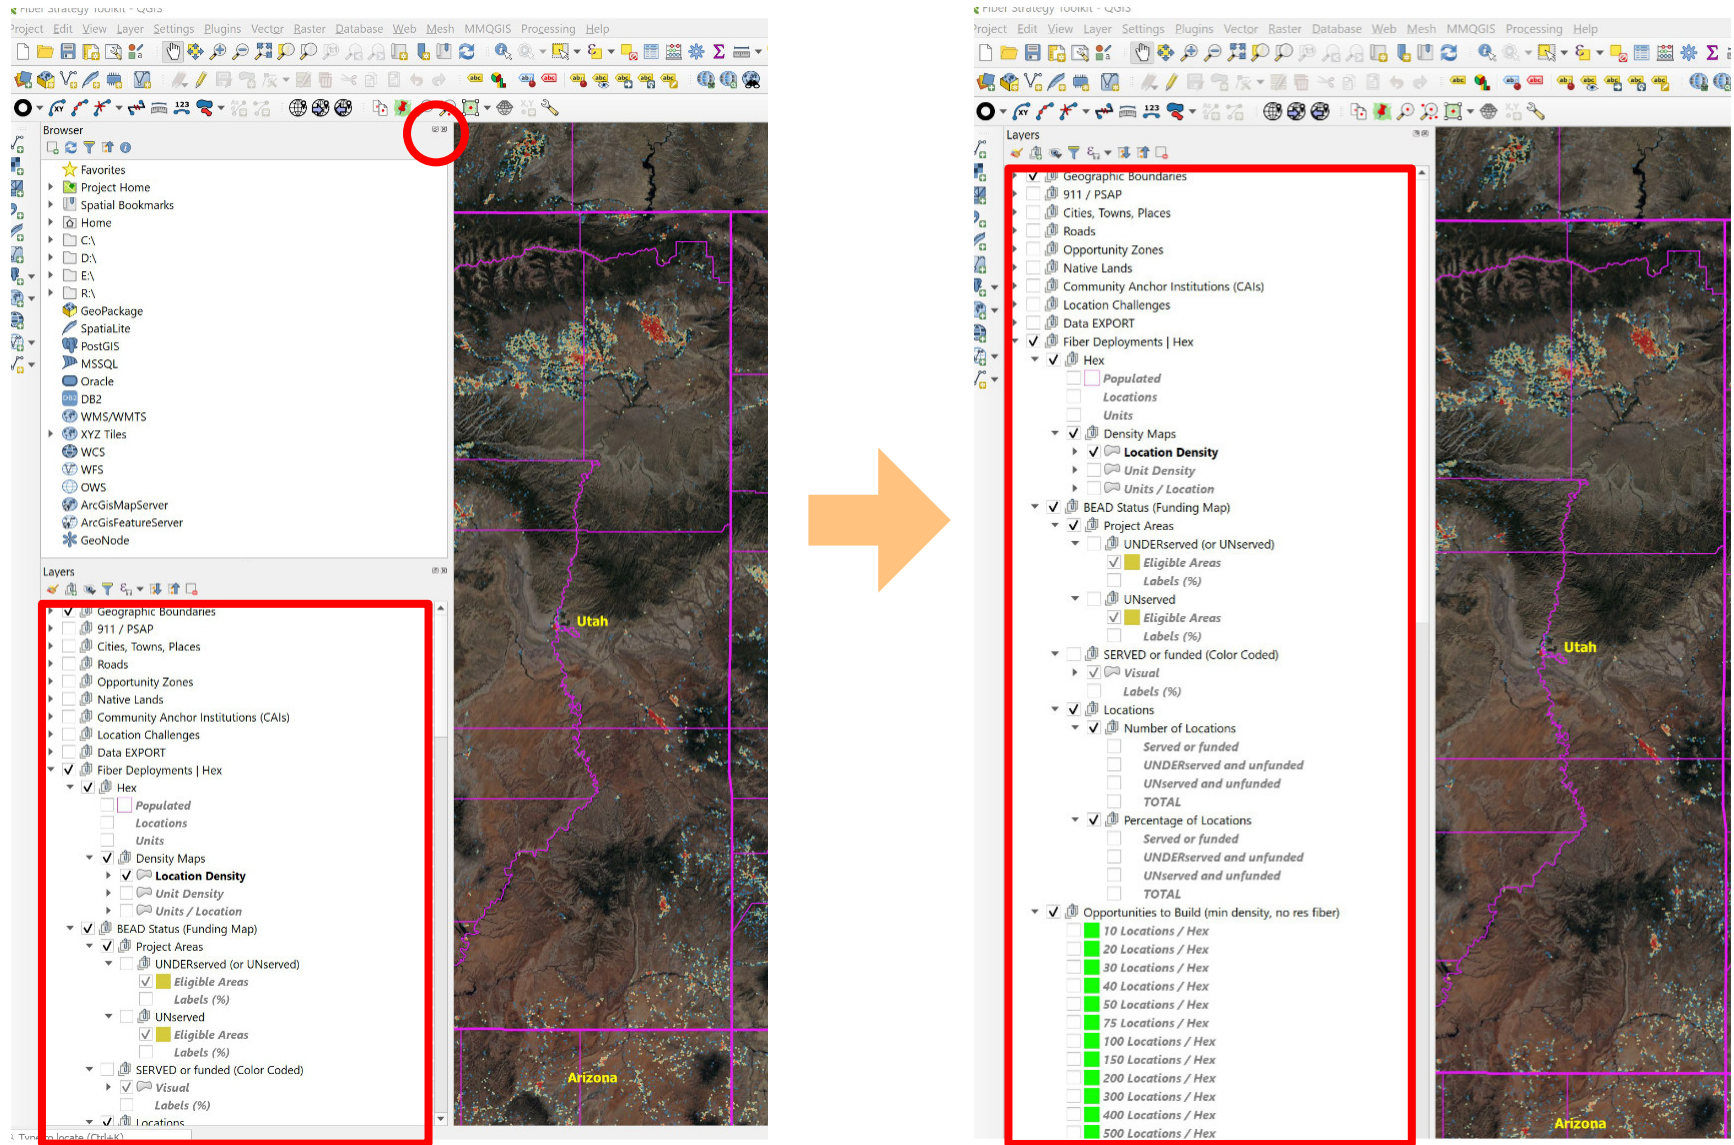 Fiber Strategy Toolkit - QGIS
Project Edit View Layer Settings Plugins Vector Raster Database Web Mesh MMQGIS Processing Help
Browser
Favorites
Project Home
Spatial Bookmarks
Home
C:\
D:\
E:\
R:\
GeoPackage
SpatiaLite
PostGIS
MSSQL
Oracle
DB2
WMS/WMTS
XYZ Tiles
WCS
WFS
OWS
ArcGisMapServer
ArcGisFeatureServer
GeoNode
Layers
Geographic Boundaries
911 / PSAP
Cities, Towns, Places
Roads
Opportunity Zones
Native Lands
Community Anchor Institutions (CAIs)
Location Challenges
Data EXPORT
Fiber Deployments | Hex
Hex
Populated
Locations
Units
Density Maps
Location Density
Unit Density
Units / Location
BEAD Status (Funding Map)
Project Areas
UNDERserved (or UNserved)
Eligible Areas
Labels (%)
UNserved
Eligible Areas
Labels (%)
SERVED or funded (Color Coded)
Visual
Labels (%)
Locations
Type to locate (Ctrl+K)
Utah
Arizona
Fiber Strategy Toolkit - QGIS
Project Edit View Layer Settings Plugins Vector Raster Database Web Mesh MMQGIS Processing Help
Layers
Geographic Boundaries
911 / PSAP
Cities, Towns, Places
Roads
Opportunity Zones
Native Lands
Community Anchor Institutions (CAIs)
Location Challenges
Data EXPORT
Fiber Deployments | Hex
Hex
Populated
Locations
Units
Density Maps
Location Density
Unit Density
Units / Location
BEAD Status (Funding Map)
Project Areas
UNDERserved (or UNserved)
Eligible Areas
Labels (%)
UNserved
Eligible Areas
Labels (%)
SERVED or funded (Color Coded)
Visual
Labels (%)
Locations
Number of Locations
Served or funded
UNDERserved and unfunded
UNserved and unfunded
TOTAL
Percentage of Locations
Served or funded
UNDERserved and unfunded
UNserved and unfunded
TOTAL
Opportunities to Build (min density, no res fiber)
10 Locations / Hex
20 Locations / Hex
30 Locations / Hex
40 Locations / Hex
50 Locations / Hex
75 Locations / Hex
100 Locations / Hex
150 Locations / Hex
200 Locations / Hex
300 Locations / Hex
400 Locations / Hex
500 Locations / Hex
Utah
Arizona